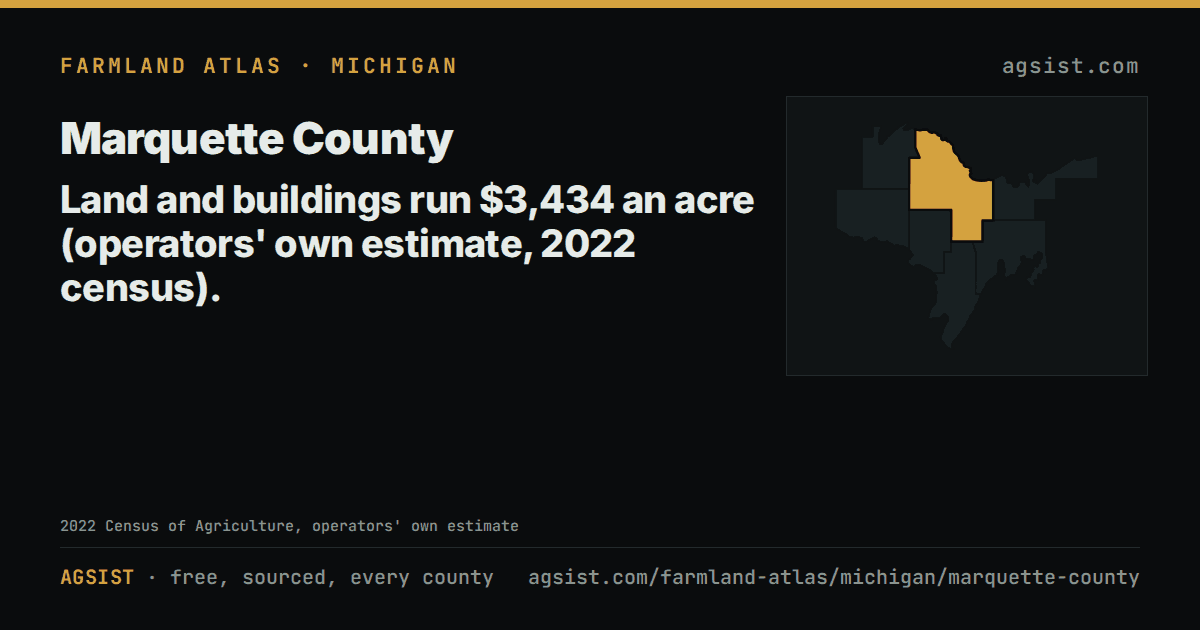 FARMLAND ATLAS · MICHIGAN
agsist.com
Marquette County
Land and buildings run $3,434 an acre
(operators' own estimate, 2022
census).
2022 Census of Agriculture, operators' own estimate
AGSIST · free, sourced, every county
agsist.com/farmland-atlas/michigan/marquette-county